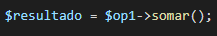 $resultado = $op1->somar();